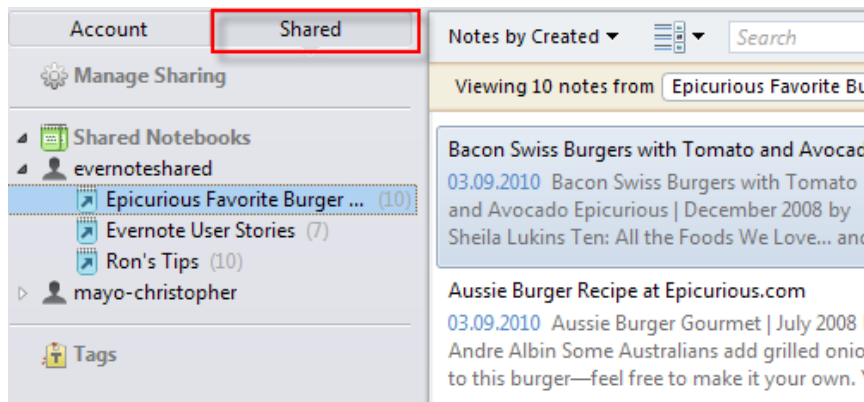 Account
Shared
Manage Sharing
Shared Notebooks
evernoteshared
Epicurious Favorite Burger ... (10)
Evernote User Stories (7)
Ron's Tips (10)
mayo-christopher
Tags
Notes by Created
Search
Viewing 10 notes from Epicurious Favorite Bu
Bacon Swiss Burgers with Tomato and Avocad
03.09.2010 Bacon Swiss Burgers with Tomato
and Avocado Epicurious | December 2008 by
Sheila Lukins Ten: All the Foods We Love... and
Aussie Burger Recipe at Epicurious.com
03.09.2010 Aussie Burger Gourmet | July 2008
Andre Albin Some Australians add grilled onio
to this burger—feel free to make it your own.